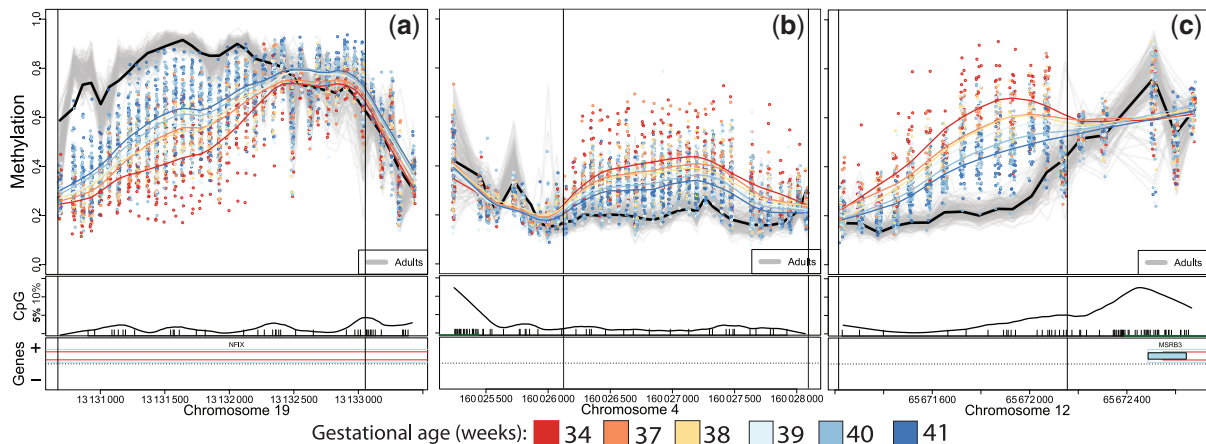 (a) (b) (c)
Methylation
1,0
0,8
0,6
0,4
0,2
0,0
Adults
Adults
Adults
CpG
10%
5%
Genes
+
−
NFIX
MSRB3
13131000 13131500 13132000 13132500 13133000
160025500 160026000 160026500 160027000 160027500 160028000
65671600 65672000 65672400
Chromosome 19 Chromosome 4 Chromosome 12
Gestational age (weeks): 34 37 38 39 40 41